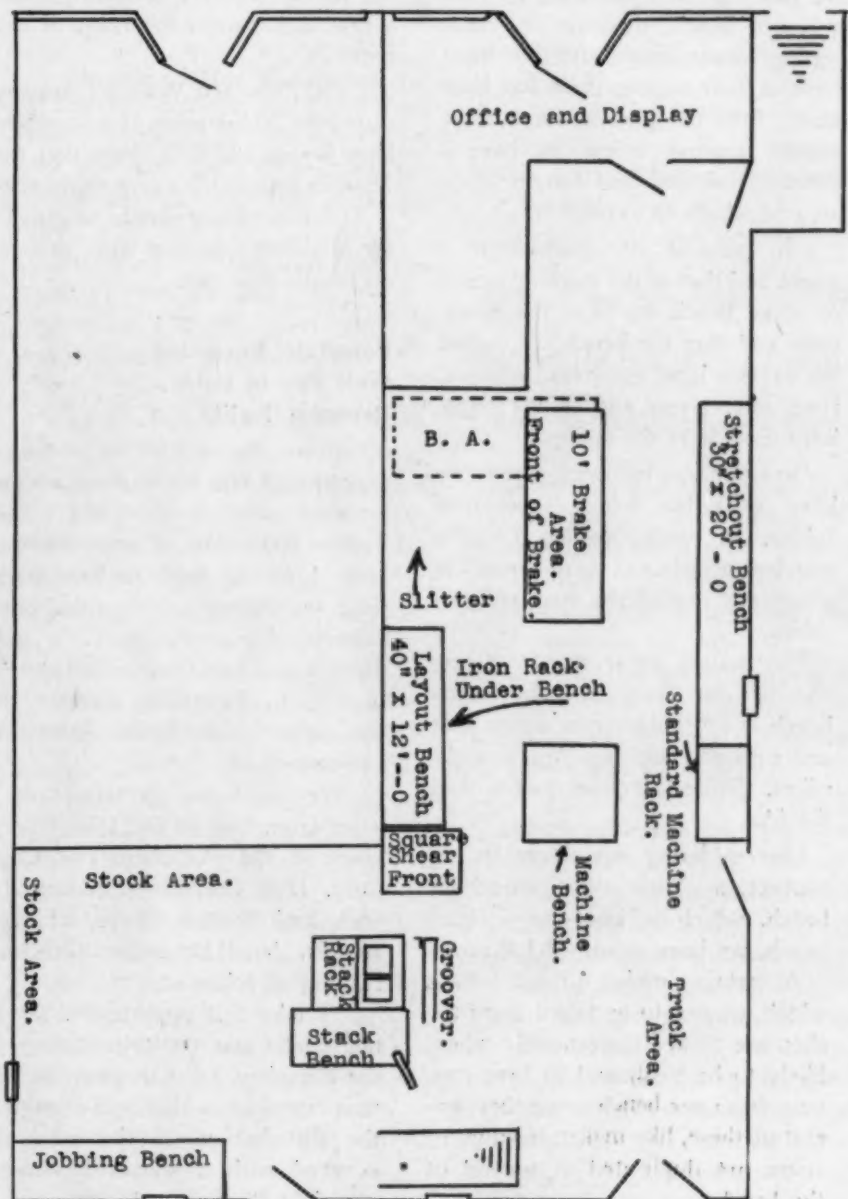 Office and Display
B. A.
10' Brake
Area.
Front of Brake.
Stretchout Bench
30" x 20'- 0
Slitter
Layout Bench
40" X 12'--0
Iron Rack
Under Bench
Standard Machine
Rack.
Square
Shear
Front
Machine
Bench.
Stock Area.
Stock Area.
Stack
Rack
Groover.
Stack
Bench
Truck
Area.
Jobbing Bench